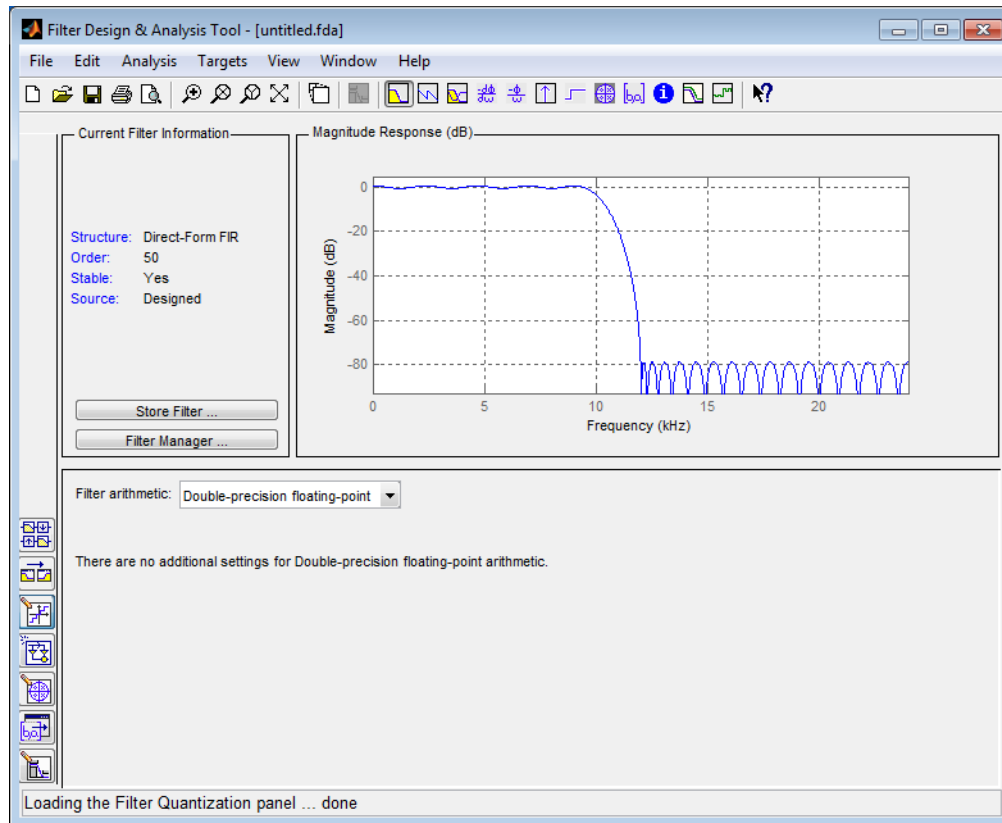 Filter Design & Analysis Tool - [untitled.fda]
File Edit Analysis Targets View Window Help
Current Filter Information
Structure: Direct-Form FIR
Order: 50
Stable: Yes
Source: Designed
Store Filter ...
Filter Manager ...
Magnitude Response (dB)
Magnitude (dB)
0
-20
-40
-60
-80
0 5 10 15 20
Frequency (kHz)
Filter arithmetic: Double-precision floating-point
There are no additional settings for Double-precision floating-point arithmetic.
Loading the Filter Quantization panel ... done